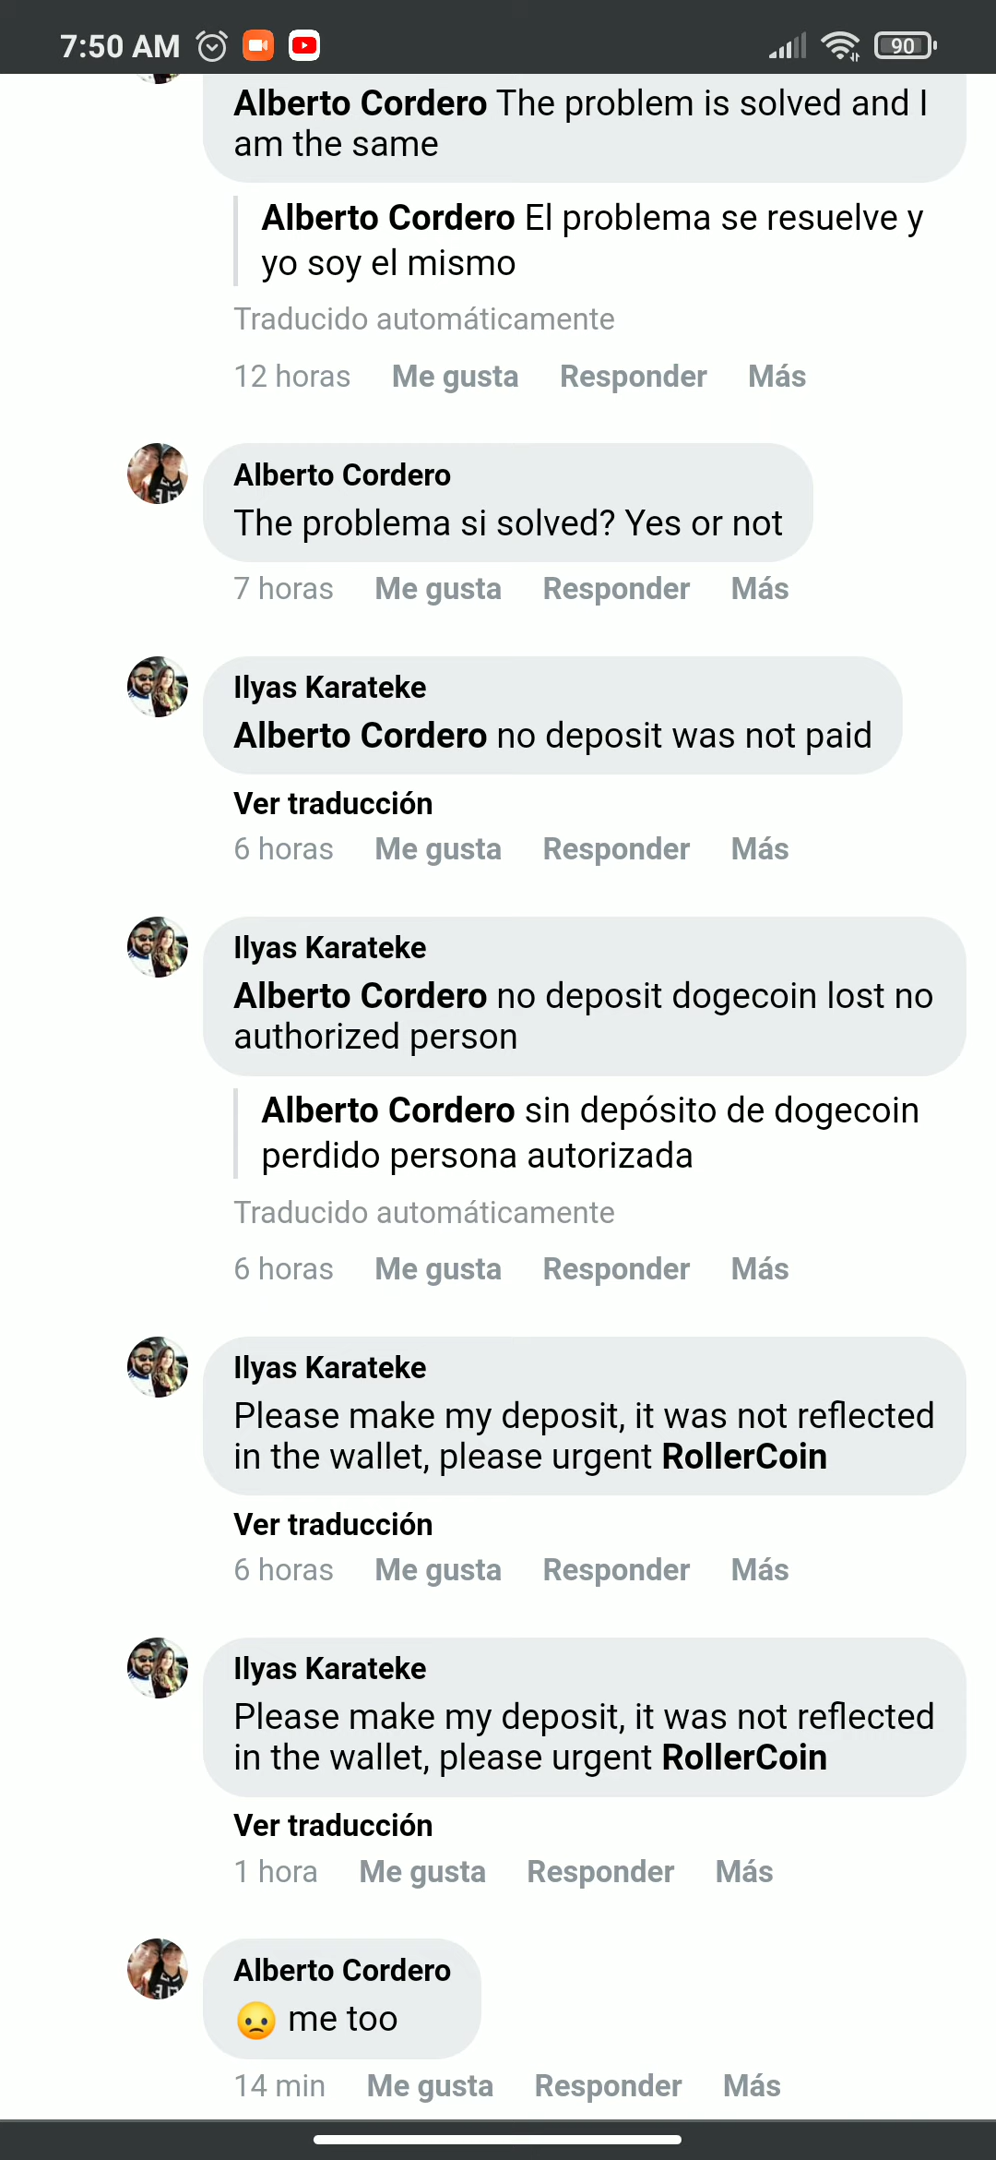 7:50 AM
90
Alberto Cordero The problem is solved and I
am the same
Alberto Cordero El problema se resuelve y
yo soy el mismo
Traducido automáticamente
12 horas Me gusta Responder Más
Alberto Cordero
The problema si solved? Yes or not
7 horas Me gusta Responder Más
Ilyas Karateke
Alberto Cordero no deposit was not paid
Ver traducción
6 horas Me gusta Responder Más
Ilyas Karateke
Alberto Cordero no deposit dogecoin lost no
authorized person
Alberto Cordero sin depósito de dogecoin
perdido persona autorizada
Traducido automáticamente
6 horas Me gusta Responder Más
Ilyas Karateke
Please make my deposit, it was not reflected
in the wallet, please urgent RollerCoin
Ver traducción
6 horas Me gusta Responder Más
Ilyas Karateke
Please make my deposit, it was not reflected
in the wallet, please urgent RollerCoin
Ver traducción
1 hora Me gusta Responder Más
Alberto Cordero
😞 me too
14 min Me gusta Responder Más